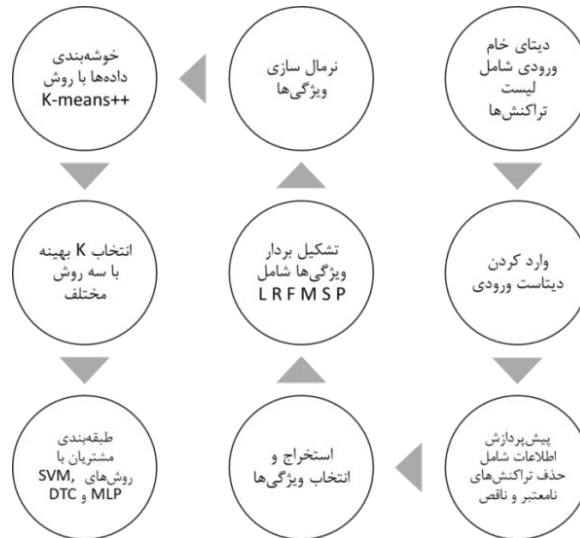 دیتای خام
ورودی شامل
لیست
تراکنش‌ها
وارد کردن
دیتاست ورودی
پیش‌پردازش
اطلاعات شامل
حذف تراکنش‌های
نامعتبر و ناقص
استخراج و
انتخاب ویژگی‌ها
تشکیل بردار
ویژگی‌ها شامل
L R F M S P
نرمال سازی
ویژگی‌ها
خوشه‌بندی
داده‌ها با روش
K-means++
انتخاب K بهینه
با سه روش
مختلف
طبقه‌بندی
مشتریان با
روش‌های SVM,
MLP و DTC